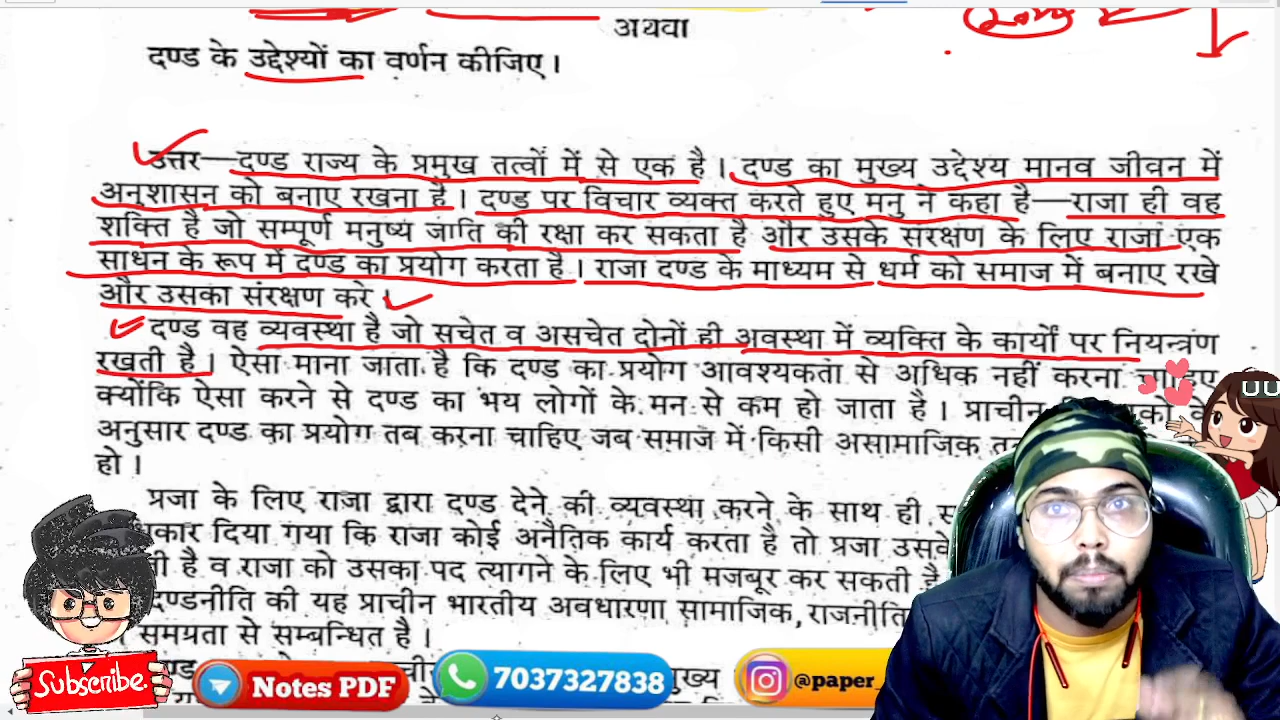 अथवा
दण्ड के उद्देश्यों का वर्णन कीजिए।
उत्तर—दण्ड राज्य के प्रमुख तत्वों में से एक है। दण्ड का मुख्य उद्देश्य मानव जीवन में
अनुशासन को बनाए रखना है। दण्ड पर विचार व्यक्त करते हुए मनु ने कहा है—राजा ही वह
शक्ति है जो सम्पूर्ण मनुष्य जाति की रक्षा कर सकता है और उसके संरक्षण के लिए राजा एक
साधन के रूप में दण्ड का प्रयोग करता है। राजा दण्ड के माध्यम से धर्म को समाज में बनाए रखे
और उसका संरक्षण करे।
दण्ड वह व्यवस्था है जो सचेत व असचेत दोनों ही अवस्था में व्यक्ति के कार्यों पर नियन्त्रण
रखती है। ऐसा माना जाता है कि दण्ड का प्रयोग आवश्यकता से अधिक नहीं करना चाहिए
क्योंकि ऐसा करने से दण्ड का भय लोगों के मन से कम हो जाता है। प्राचीन
अनुसार दण्ड का प्रयोग तब करना चाहिए जब समाज में किसी असामाजिक
हो।
प्रजा के लिए राजा द्वारा दण्ड देने की व्यवस्था करने के साथ ही
दिया गया कि राजा कोई अनैतिक कार्य करता है तो प्रजा
है व राजा को उसका पद त्यागने के लिए भी मजबूर कर सकती है
दण्डनीति की यह प्राचीन भारतीय अवधारणा सामाजिक,
समग्रता से सम्बन्धित है।
मुख्य
Subscribe.
Notes PDF
7037327838
@paper_